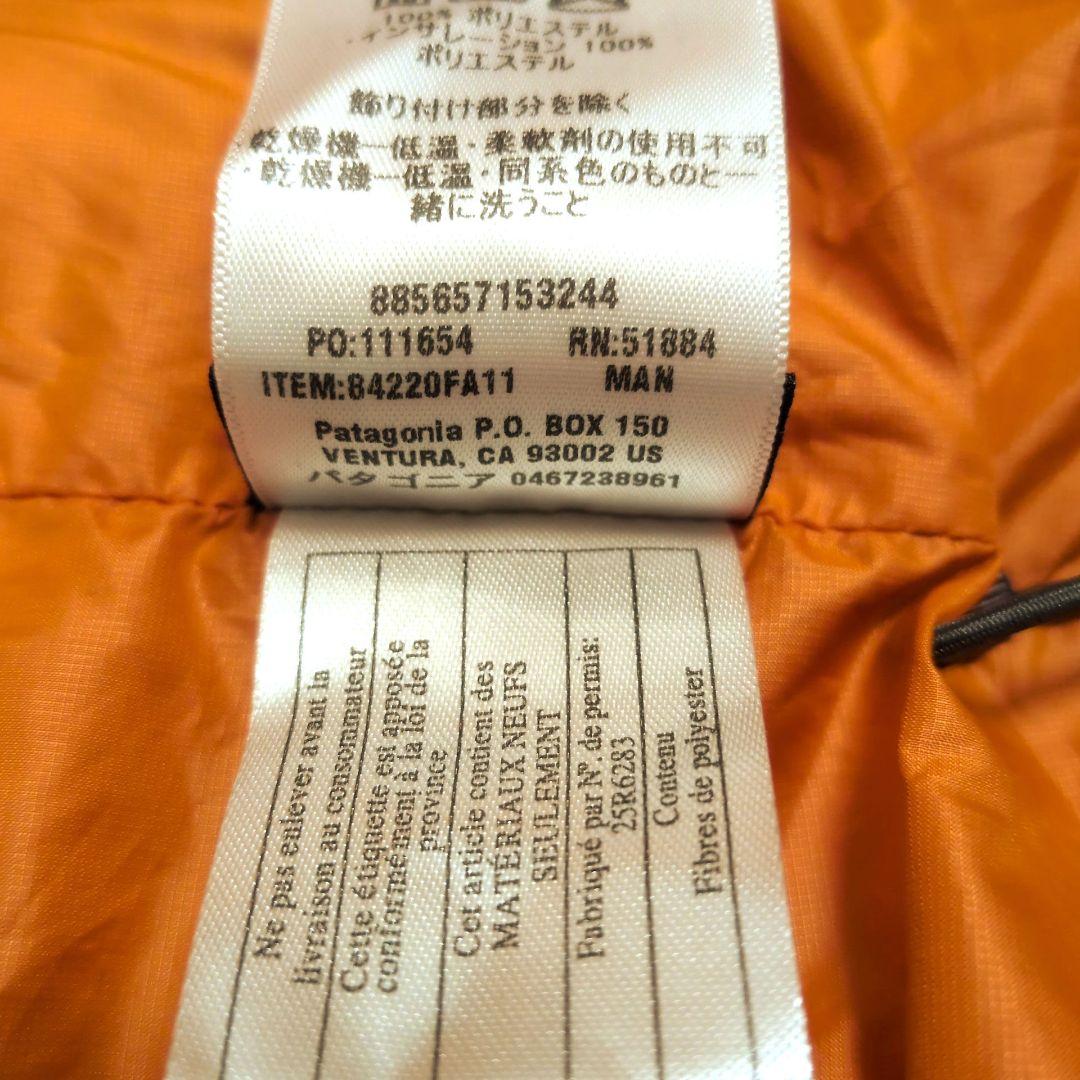 100% ポリエステル
・インサレーション 100%
ポリエステル
飾り付け部分を除く
・乾燥機—低温・柔軟剤の使用不可
・乾燥機—低温・同系色のものと一
緒に洗うこと
885657153244
PO:111654 RN:51884
ITEM:84220FA11 MAN
Patagonia P.O. BOX 150
VENTURA, CA 93002 US
パタゴニア 0467238961
Ne pas enlever avant la
livraison au consommateur
Cette étiquette est apposée
conformément à la loi de la
province
Cet article contient des
MATÉRIAUX NEUFS
SEULEMENT
Fabriqué par Nº. de permis:
25R6283
Contenu
Fibres de polyester